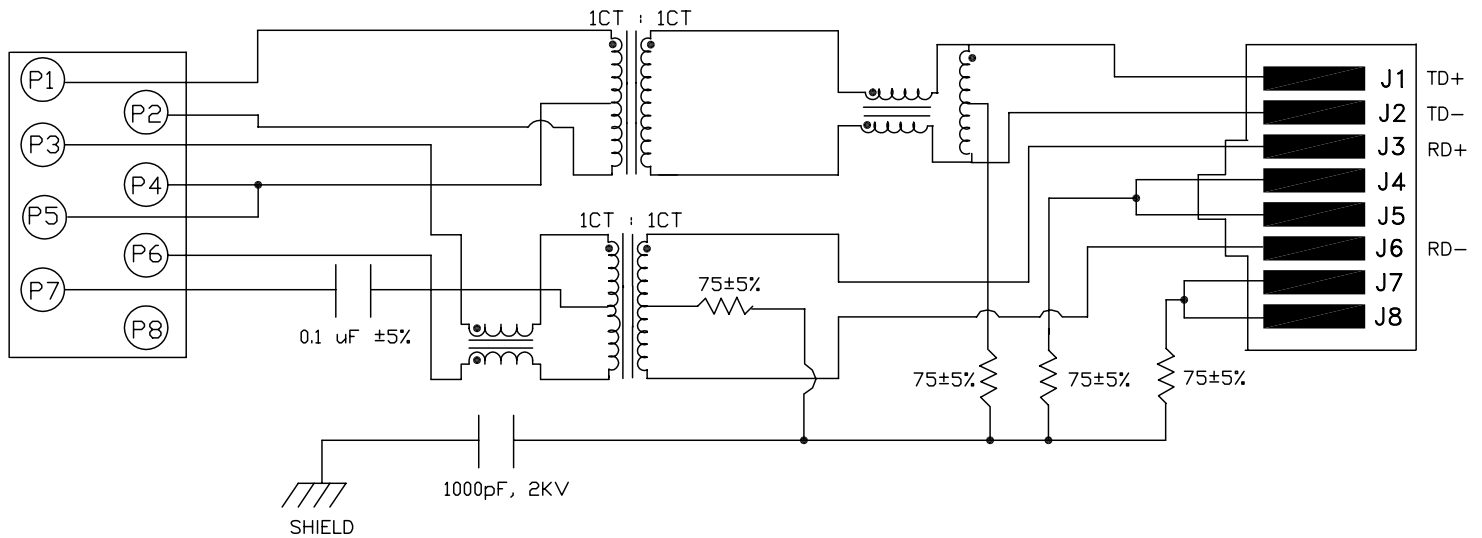 1CT : 1CT
P1
P2
P3
P4
P5
P6
P7
P8
J1 TD+
J2 TD-
J3 RD+
J4
J5
J6 RD-
J7
J8
1CT : 1CT
75±5%
0.1 uF ±5%
75±5%
75±5%
75±5%
1000pF, 2KV
SHIELD